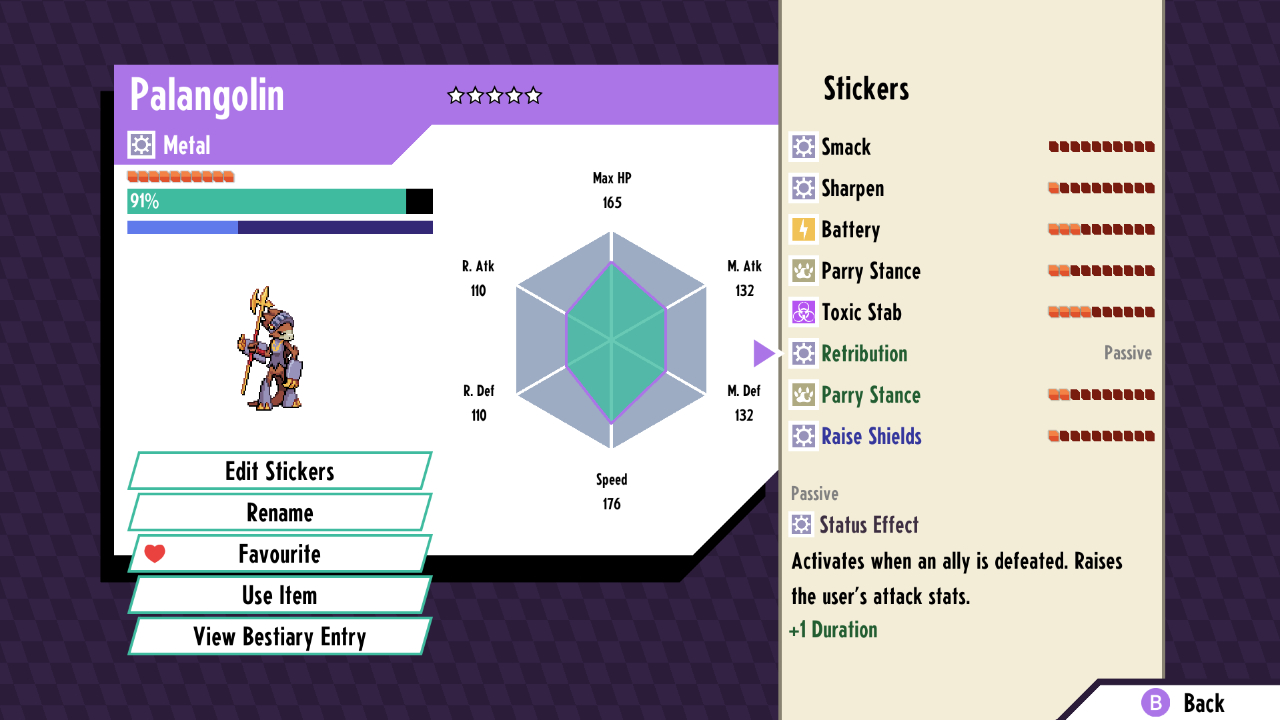 Palangolin
Metal
91%
Max HP
165
R. Atk
110
M. Atk
132
R. Def
110
M. Def
132
Speed
176
Edit Stickers
Rename
Favourite
Use Item
View Bestiary Entry
Stickers
Smack
Sharpen
Battery
Parry Stance
Toxic Stab
Retribution Passive
Parry Stance
Raise Shields
Passive
Status Effect
Activates when an ally is defeated. Raises
the user's attack stats.
+1 Duration
B Back